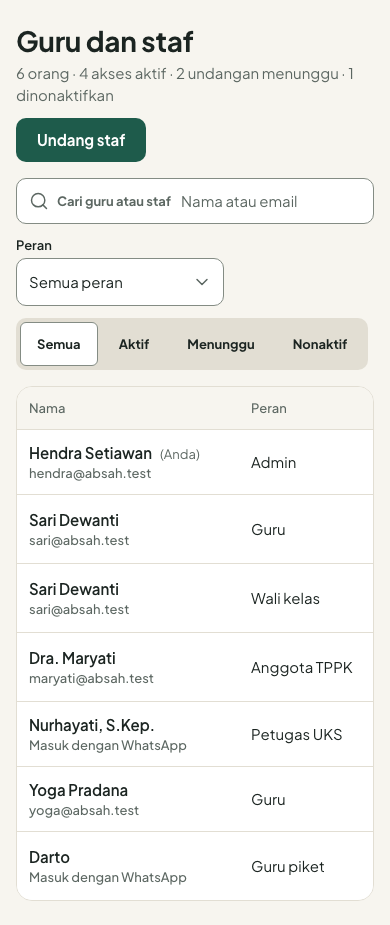 Guru dan staf
6 orang · 4 akses aktif · 2 undangan menunggu · 1
dinonaktifkan
Undang staf
Cari guru atau staf Nama atau email
Peran
Semua peran
Semua Aktif Menunggu Nonaktif
Nama Peran
Hendra Setiawan (Anda)
hendra@absah.test
Admin
Sari Dewanti
sari@absah.test
Guru
Sari Dewanti
sari@absah.test
Wali kelas
Dra. Maryati
maryati@absah.test
Anggota TPPK
Nurhayati, S.Kep.
Masuk dengan WhatsApp
Petugas UKS
Yoga Pradana
yoga@absah.test
Guru
Darto
Masuk dengan WhatsApp
Guru piket